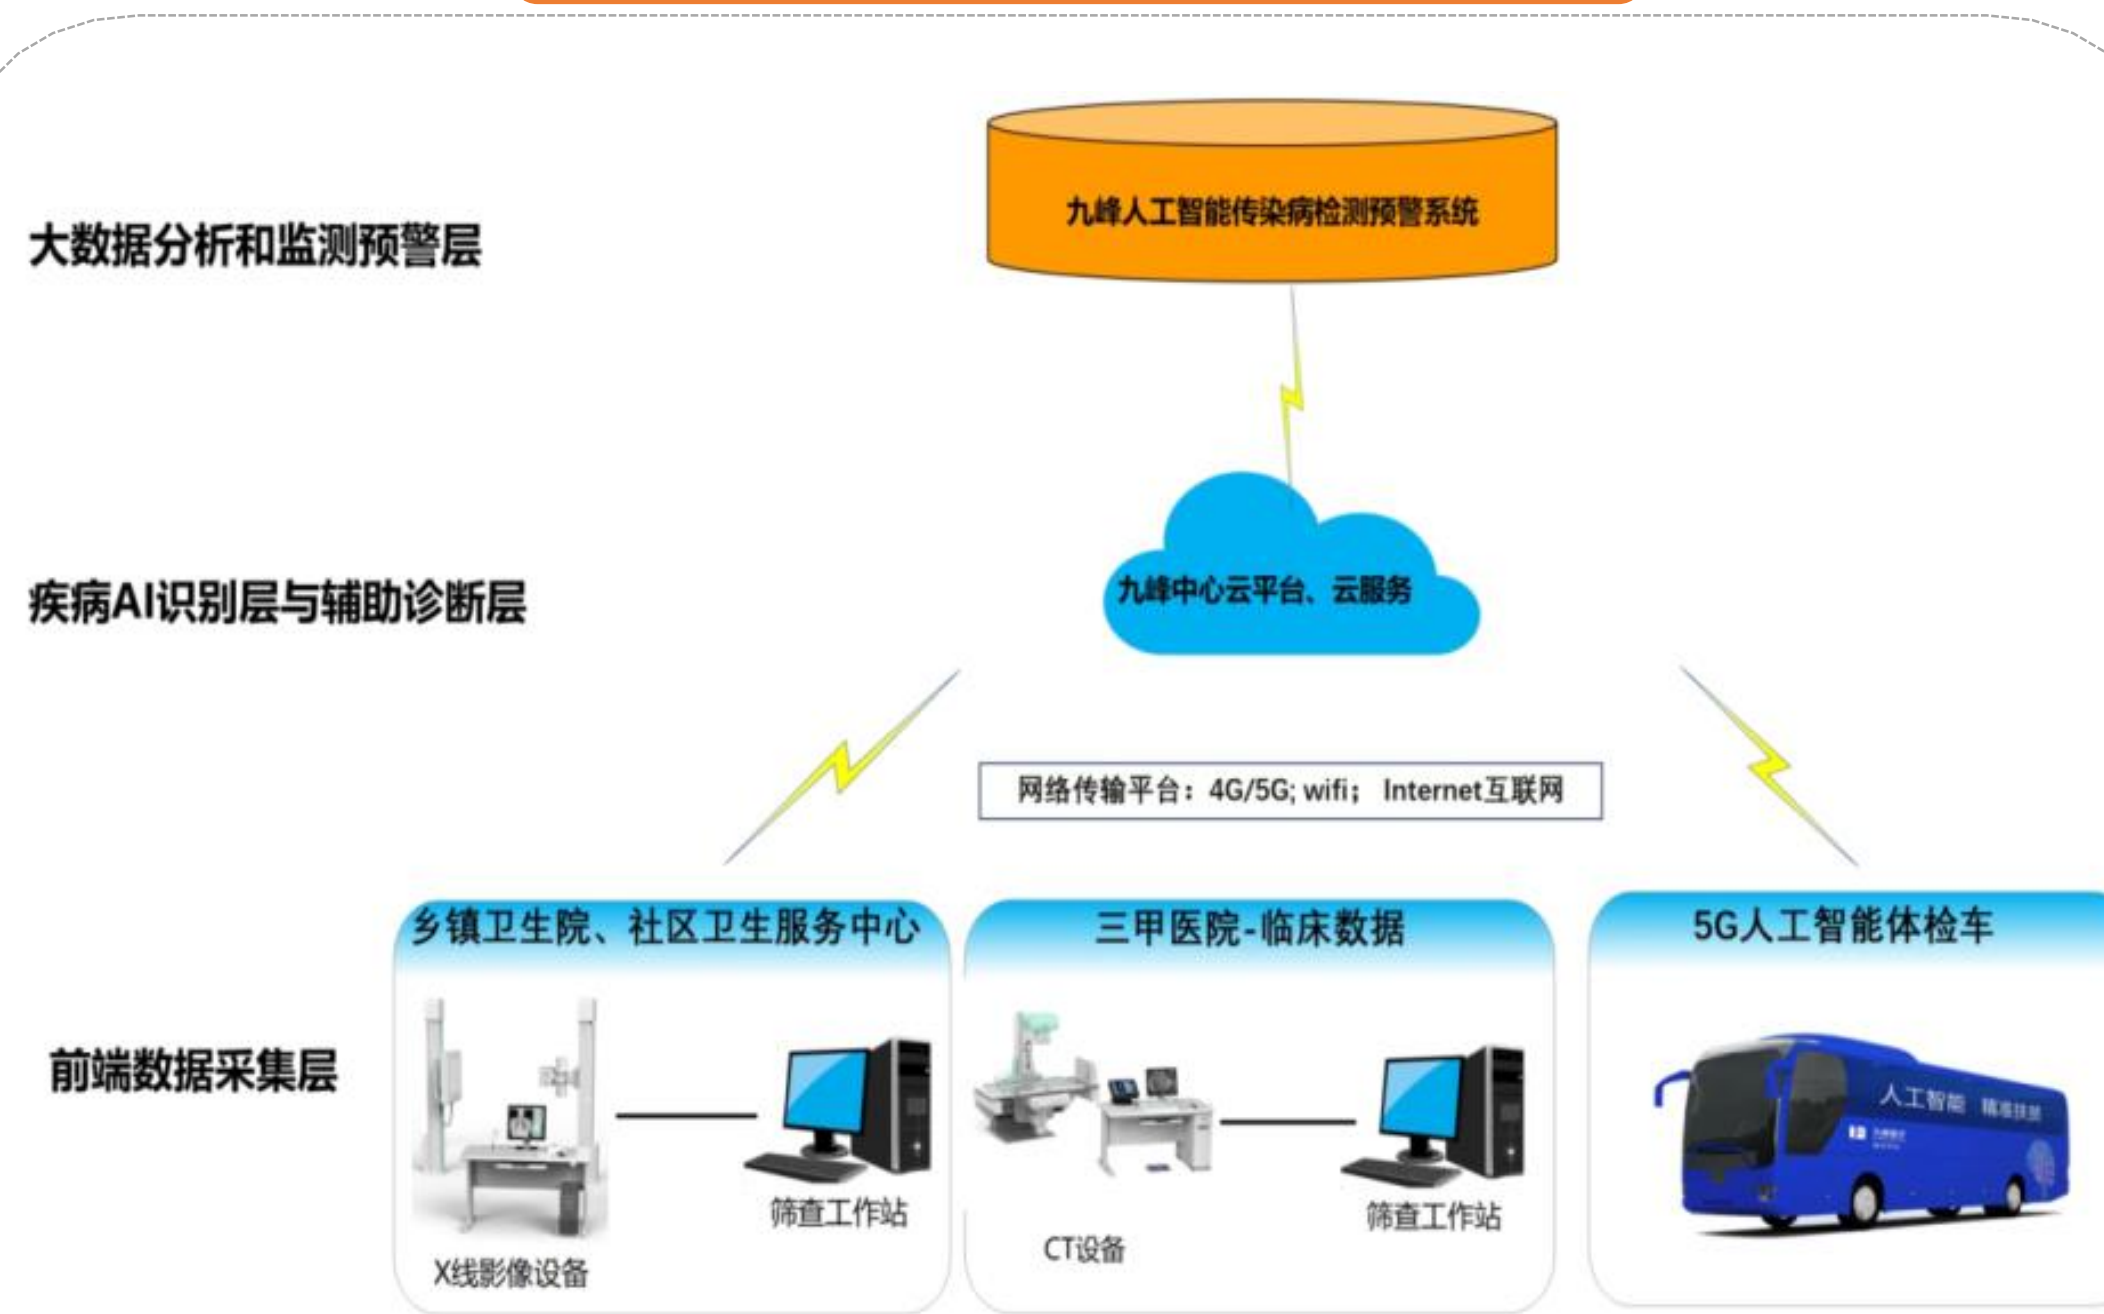 九峰人工智能传染病检测预警系统
大数据分析和监测预警层
九峰中心云平台、云服务
疾病AI识别层与辅助诊断层
网络传输平台：4G/5G; wifi； Internet互联网
乡镇卫生院、社区卫生服务中心
三甲医院-临床数据
5G人工智能体检车
前端数据采集层
人工智能 精准扶贫
筛查工作站
筛查工作站
CT设备
X线影像设备